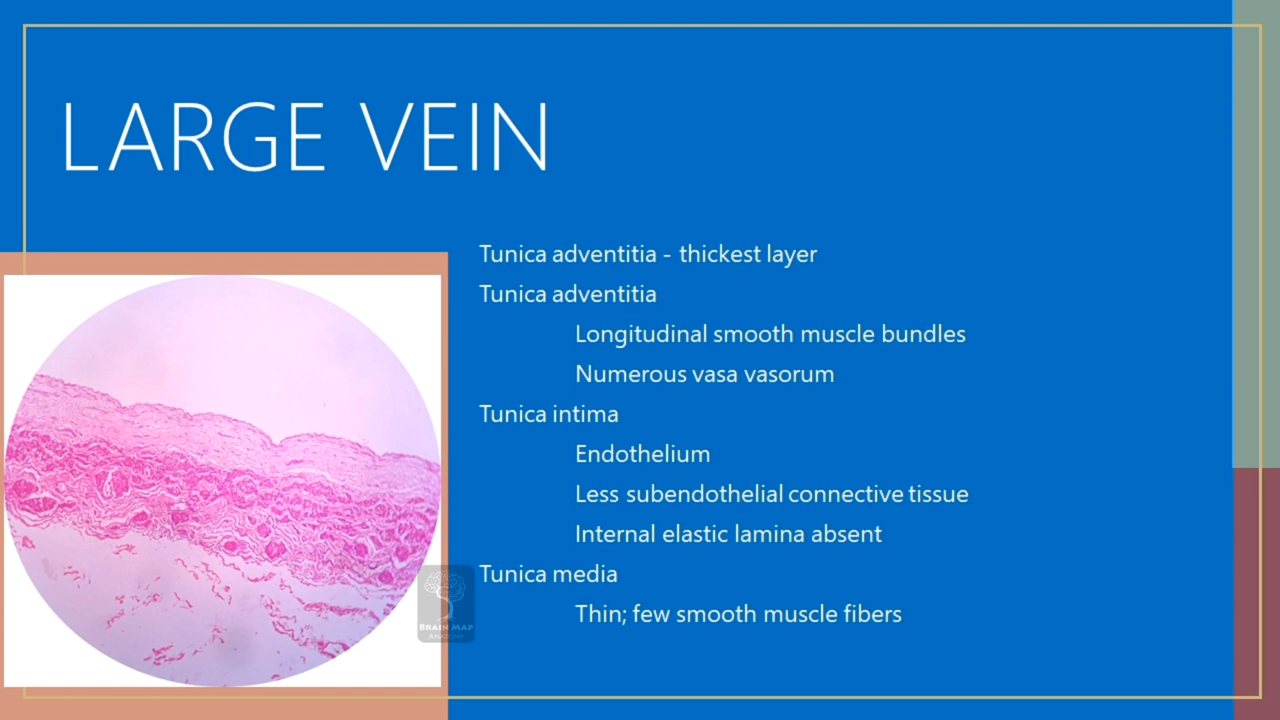 LARGE VEIN
Tunica adventitia - thickest layer
Tunica adventitia
Longitudinal smooth muscle bundles
Numerous vasa vasorum
Tunica intima
Endothelium
Less subendothelial connective tissue
Internal elastic lamina absent
Tunica media
Thin; few smooth muscle fibers
BRAIN MAP
ANATOMY